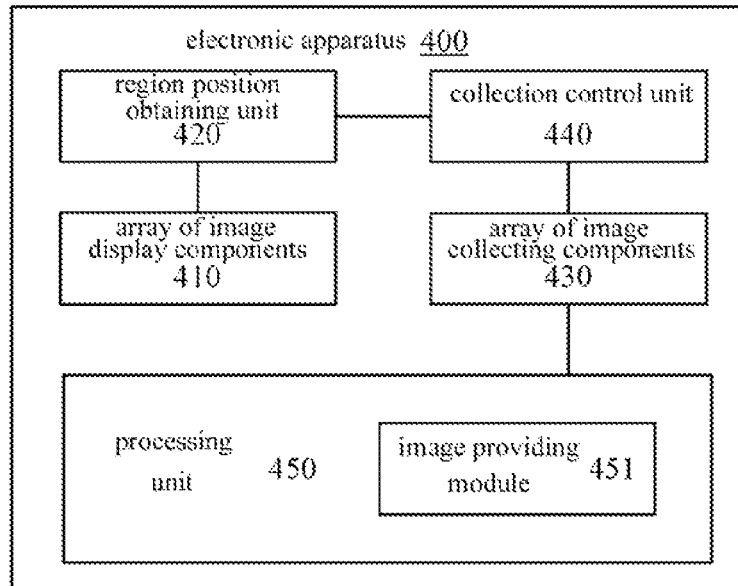 electronic apparatus 400
region position
obtaining unit
420
collection control unit
440
array of image
display components
410
array of image
collecting components
430
processing
unit
450
image providing
module
451